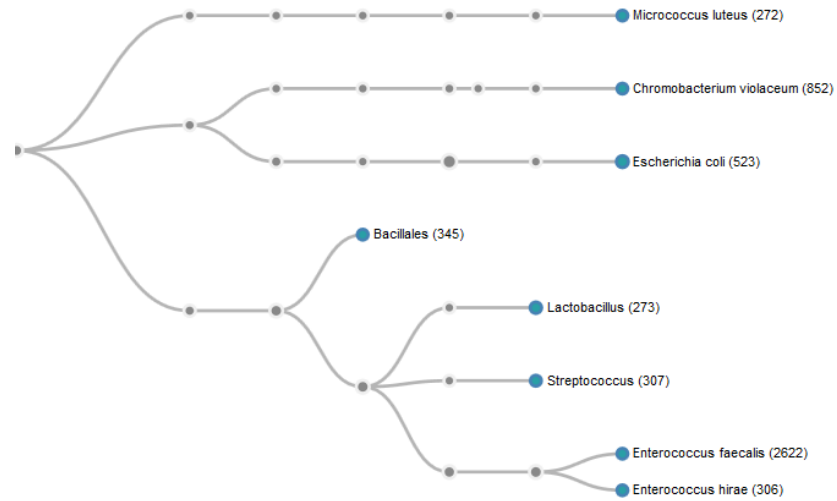 Micrococcus luteus (272)
Chromobacterium violaceum (852)
Escherichia coli (523)
Bacillales (345)
Lactobacillus (273)
Streptococcus (307)
Enterococcus faecalis (2622)
Enterococcus hirae (306)